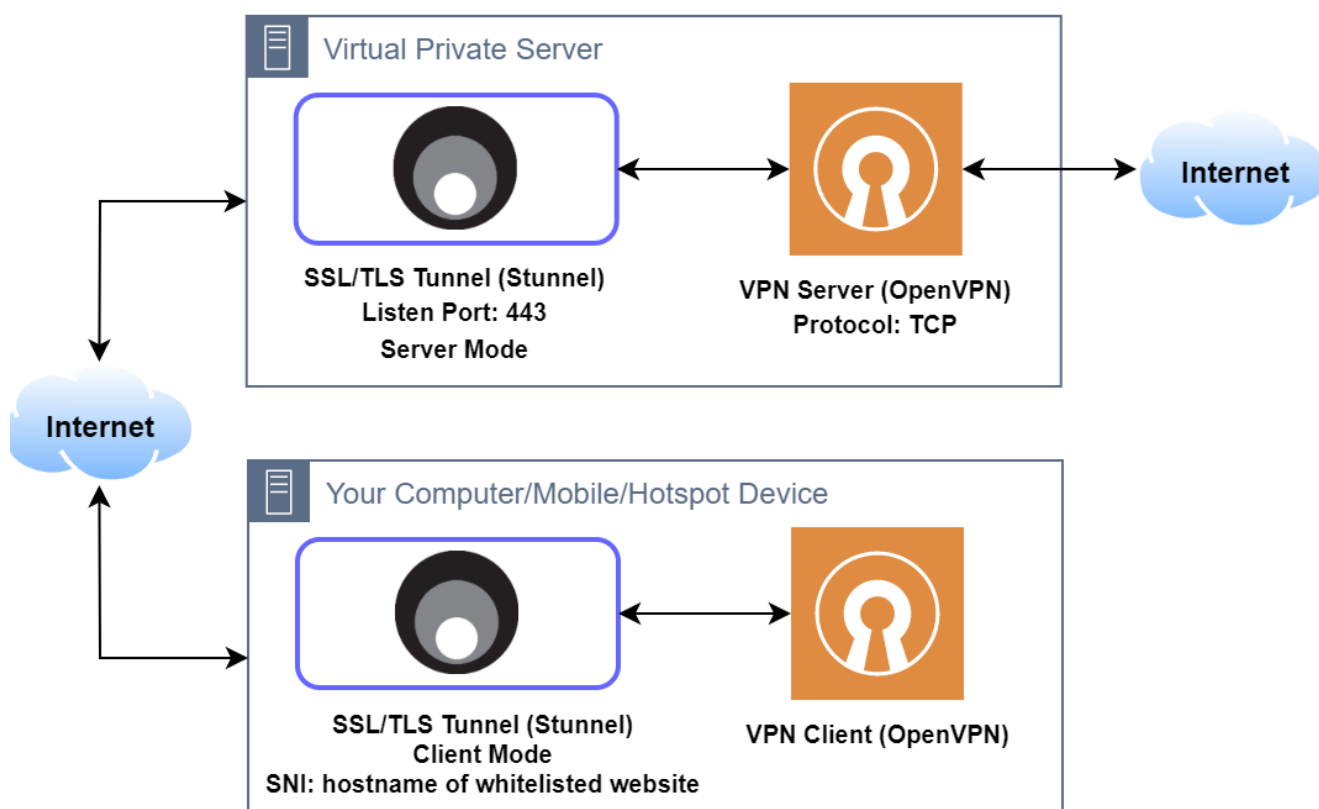 Virtual Private Server
SSL/TLS Tunnel (Stunnel)
Listen Port: 443
Server Mode
VPN Server (OpenVPN)
Protocol: TCP
Internet
Internet
Your Computer/Mobile/Hotspot Device
SSL/TLS Tunnel (Stunnel)
Client Mode
SNI: hostname of whitelisted website
VPN Client (OpenVPN)